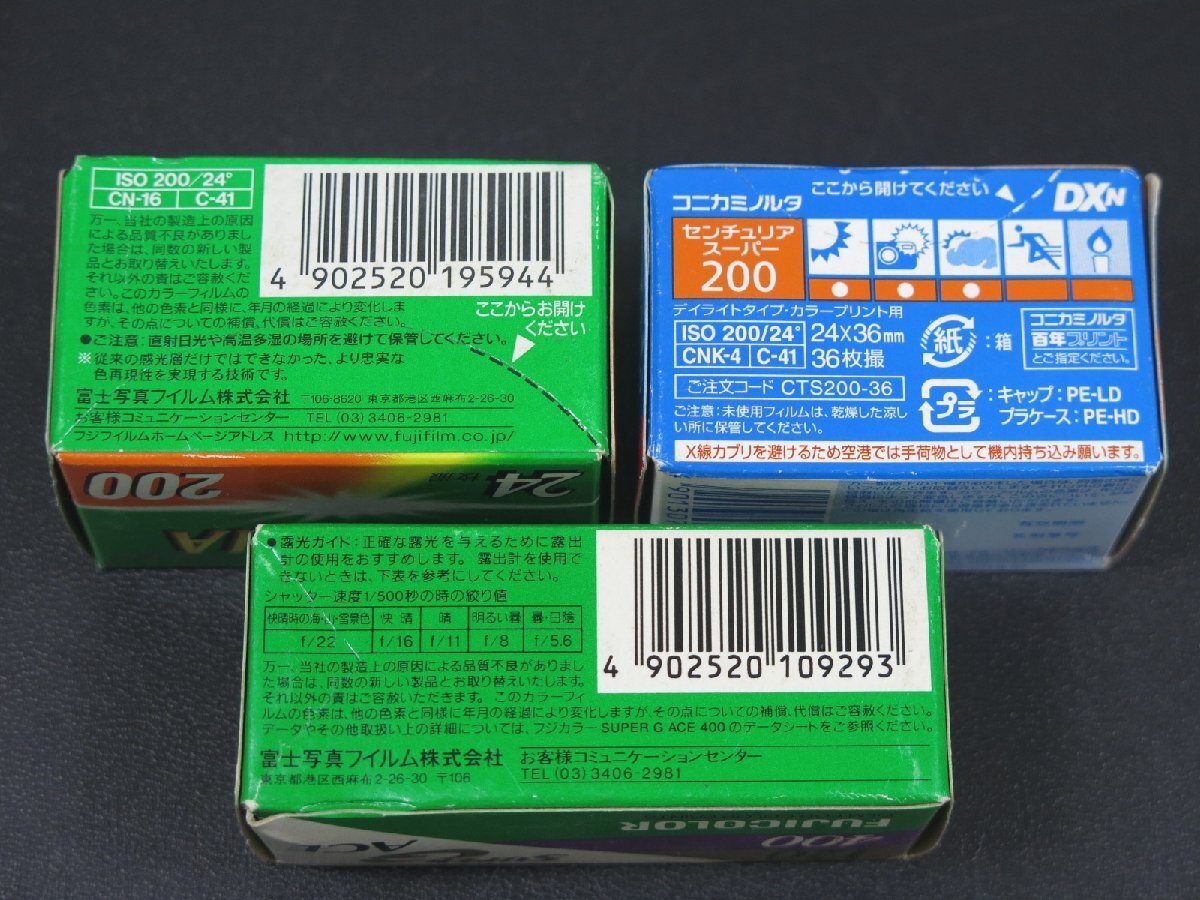 ISO 200/24°
CN-16 C-41
万一、当社の製造上の原因
による品質不良がありまし
た場合は、同数の新しい製
品とお取り替えいたします。
それ以外の責はご容赦くだ
さい。このカラーフィルムの
色素は、他の色素と同様に、年月の経過により変化しま
すが、その点についての補償、代償はご容赦ください。
●ご注意:直射日光や高温多湿の場所を避けて保管してください。
※従来の感光層だけではできなかった、より忠実な
色再現性を実現する技術です。
富士写真フイルム株式会社 〒106-8620 東京都港区西麻布2-26-30
お客様コミュニケーションセンター TEL(03)3406-2981
フジフイルムホームページアドレス http://www.fujifilm.co.jp/
4 902520 195944
ここからお開け
ください
24枚撮
200
コニカミノルタ
ここから開けてください
DXN
センチュリア
スーパー
200
デイライトタイプ・カラープリント用
ISO 200/24°
CNK-4 C-41
24×36mm
36枚撮
紙:箱
コニカミノルタ
百年プリント
とご指定ください。
ご注文コード CTS200-36
プラ
:キャップ:PE-LD
プラケース:PE-HD
ご注意:未使用フィルムは、乾燥した涼し
い所に保管してください。
X線カブリを避けるため空港では手荷物として機内持ち込み願います。
●露光ガイド:正確な露光を与えるために露出
計の使用をおすすめします。露出計を使用で
きないときは、下表を参考にしてください。
シャッター速度1/500秒の時の絞り値
快晴時の海・山・雪景色 快晴 晴 明るい曇 曇・日陰
f/22 f/16 f/11 f/8 f/5.6
万一、当社の製造上の原因による品質不良がありまし
た場合は、同数の新しい製品とお取り替えいたします。
それ以外の責はご容赦いただきます。このカラーフィ
ルムの色素は、他の色素と同様に年月の経過により変化しますが、その点についての補償、代償はご容赦ください。
データやその他取扱い上の詳細については、フジカラー SUPER G ACE 400のデータシートをご参照ください。
富士写真フイルム株式会社 お客様コミュニケーションセンター
東京都港区西麻布2-26-30 〒106 TEL(03)3406-2981
4 902520 109293
FUJICOLOR
400